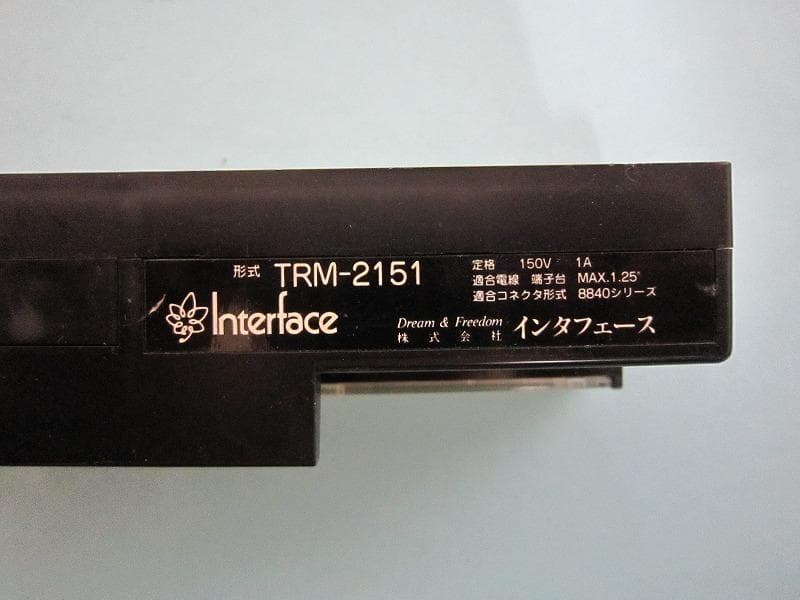 形式 TRM-2151
定格 150V 1A
適合電線 端子台 MAX.1.25゜
適合コネクタ形式 8840シリーズ
Interface
Dream & Freedom
株式会社 インタフェース